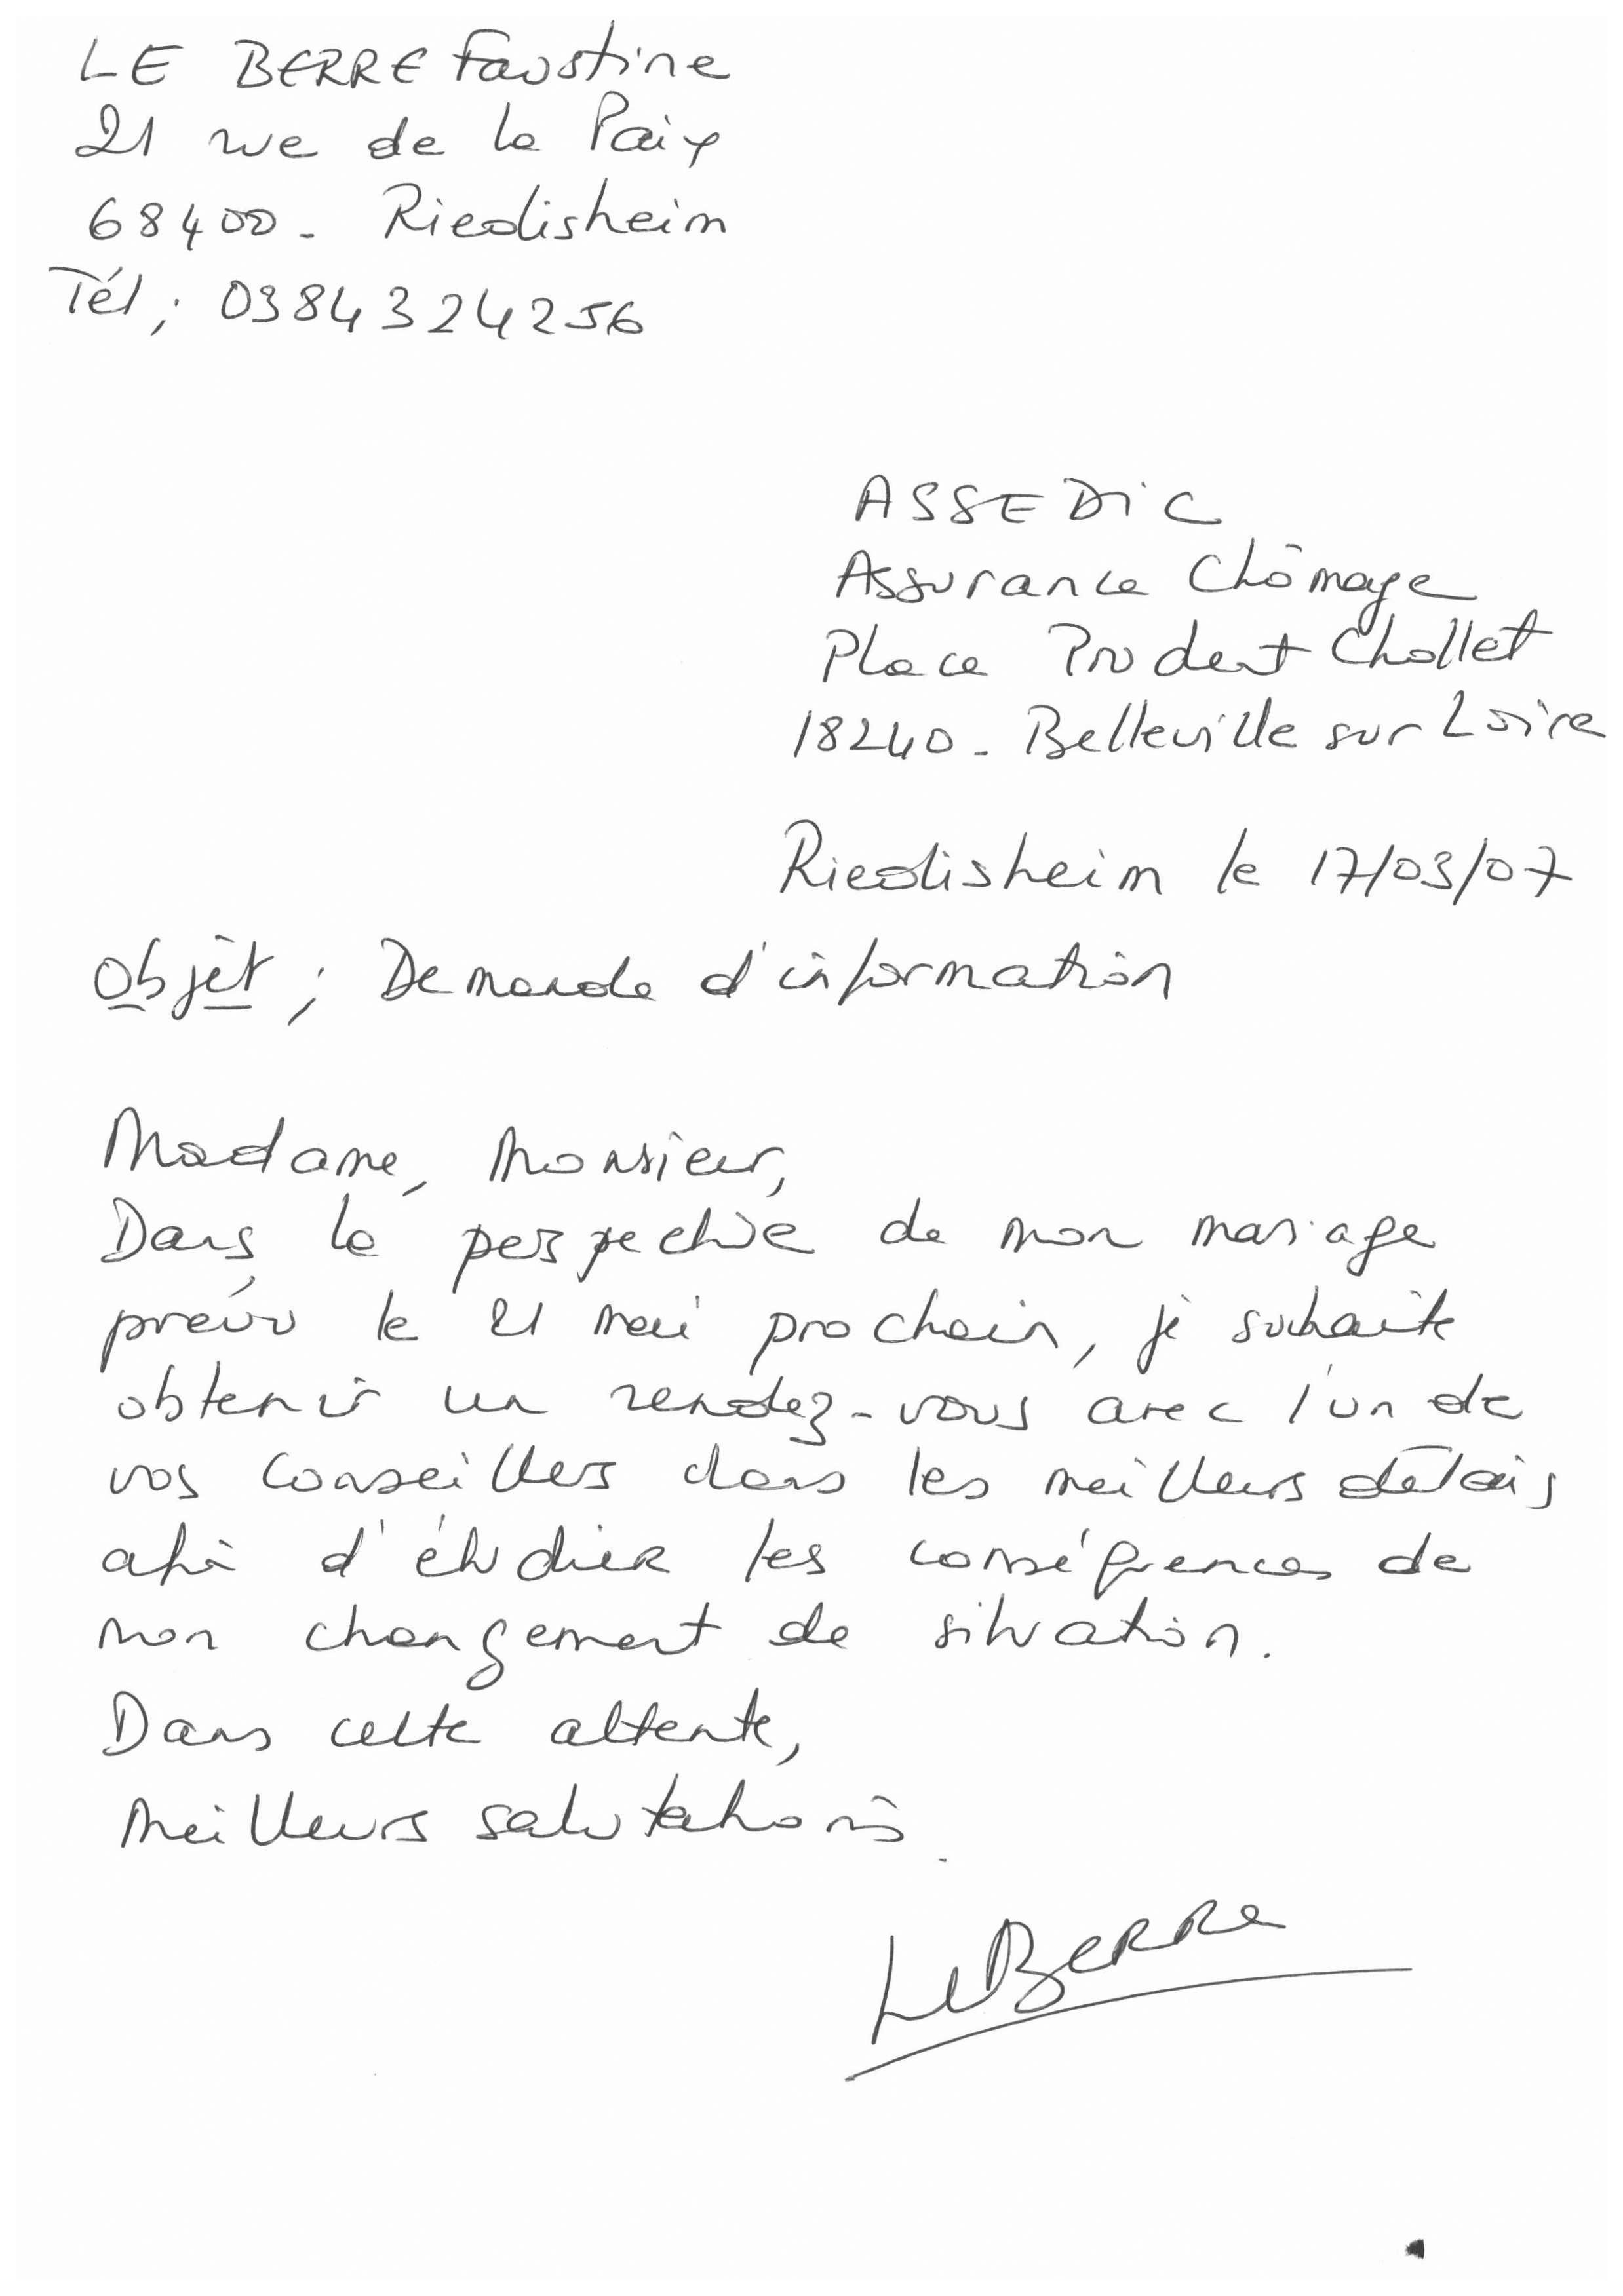 LE BERRE Faustine
21 rue de la Paix
68400 - Riedisheim
Tél ; 0384324256
ASSEDIC
Assurance Chômage
Place Prudent Chollet
18240 - Belleville sur Loire
Riedisheim le 17/03/07
Objet ; Demande d'information
Madame, Monsieur,
Dans la perspective de mon mariage
prévu le 21 mai prochain, je souhaite
obtenir un rendez-vous avec l'un de
vos conseillers dans les meilleurs délais
afin d'étudier les conséquences de
mon changement de situation.
Dans cette attente,
Meilleurs salutations.
Le BERRE